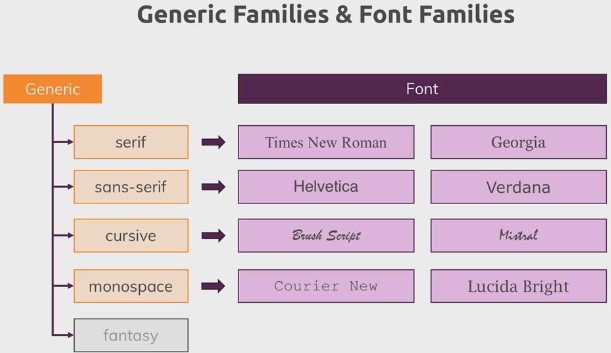 Generic Families & Font Families
Generic
Font
serif
Times New Roman
Georgia
sans-serif
Helvetica
Verdana
cursive
Brush Script
Mistral
monospace
Courier New
Lucida Bright
fantasy